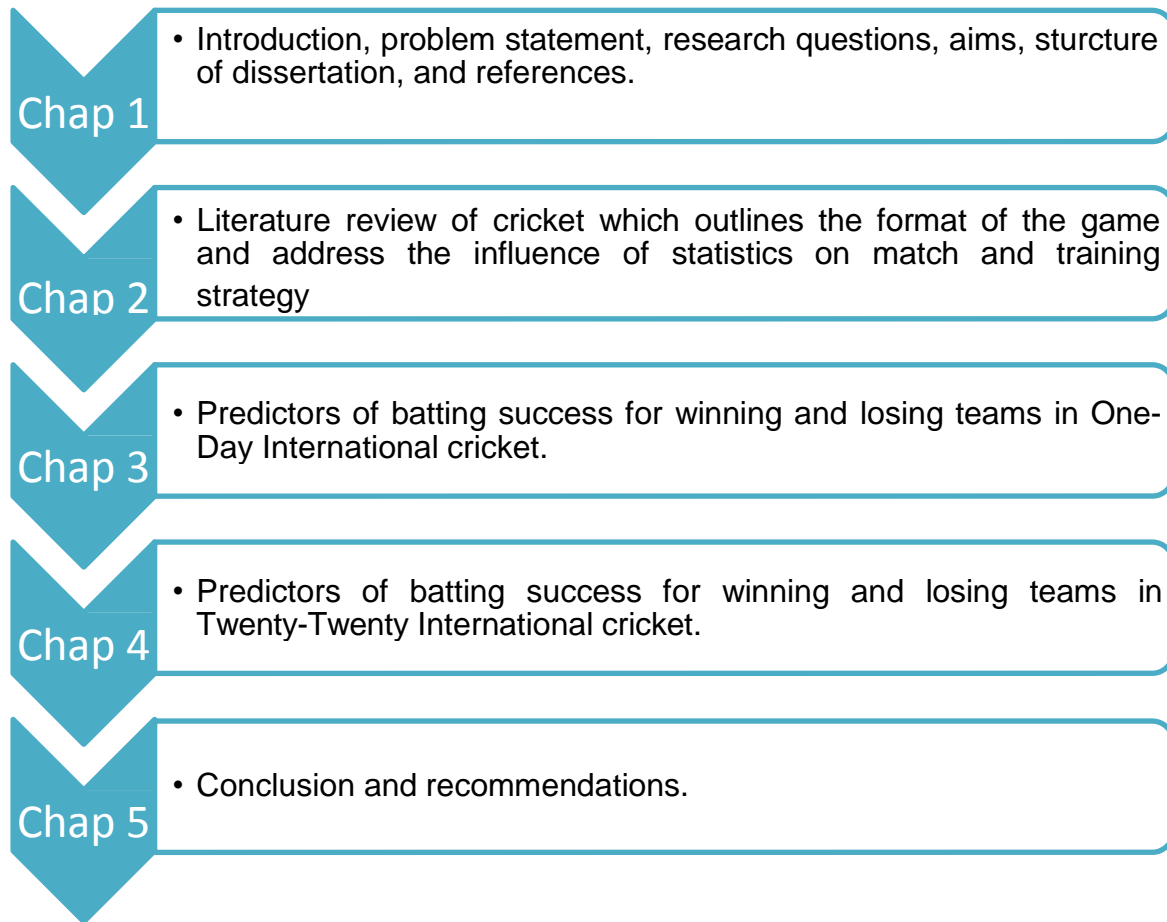 Chap 1
• Introduction, problem statement, research questions, aims, sturcture
of dissertation, and references.
Chap 2
• Literature review of cricket which outlines the format of the game
and address the influence of statistics on match and training
strategy
Chap 3
• Predictors of batting success for winning and losing teams in One-
Day International cricket.
Chap 4
• Predictors of batting success for winning and losing teams in
Twenty-Twenty International cricket.
Chap 5
• Conclusion and recommendations.